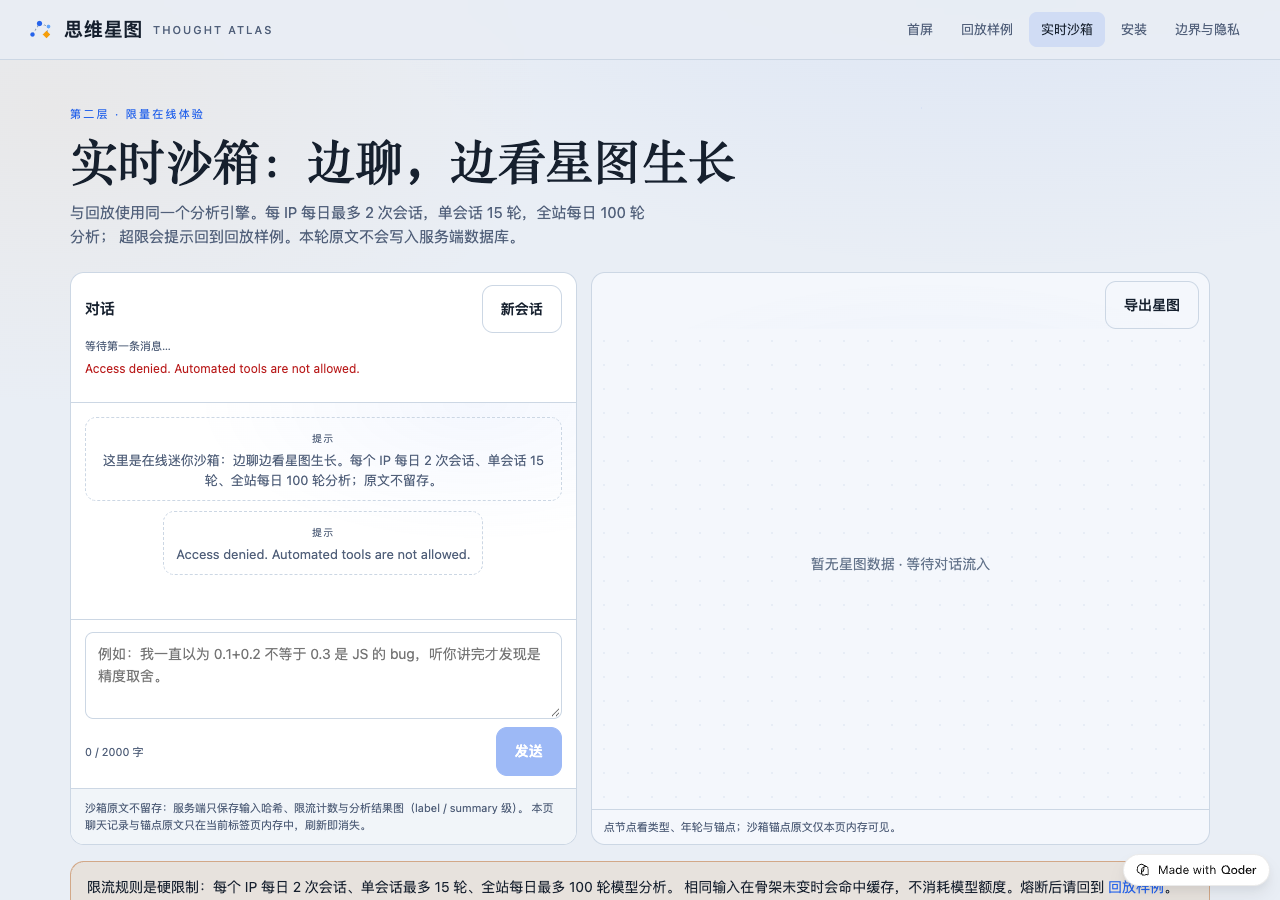 思维星图 THOUGHT ATLAS
首屏 回放样例 实时沙箱 安装 边界与隐私
第二层 · 限量在线体验
实时沙箱：边聊，边看星图生长
与回放使用同一个分析引擎。每 IP 每日最多 2 次会话，单会话 15 轮，全站每日 100 轮
分析； 超限会提示回到回放样例。本轮原文不会写入服务端数据库。
对话
新会话
等待第一条消息…
Access denied. Automated tools are not allowed.
提示
这里是在线迷你沙箱：边聊边看星图生长。每个 IP 每日 2 次会话、单会话 15
轮、全站每日 100 轮分析；原文不留存。
提示
Access denied. Automated tools are not allowed.
例如：我一直以为 0.1+0.2 不等于 0.3 是 JS 的 bug，听你讲完才发现是
精度取舍。
0 / 2000 字
发送
沙箱原文不留存：服务端只保存输入哈希、限流计数与分析结果图（label / summary 级）。 本页
聊天记录与锚点原文只在当前标签页内存中，刷新即消失。
导出星图
暂无星图数据 · 等待对话流入
点节点看类型、年轮与锚点；沙箱锚点原文仅本页内存可见。
限流规则是硬限制：每个 IP 每日 2 次会话、单会话最多 15 轮、全站每日最多 100 轮模型分析。 相同输入在骨架未变时会命中缓存，不消耗模型额度。熔断后请回到 回放样例。
Made with Qoder